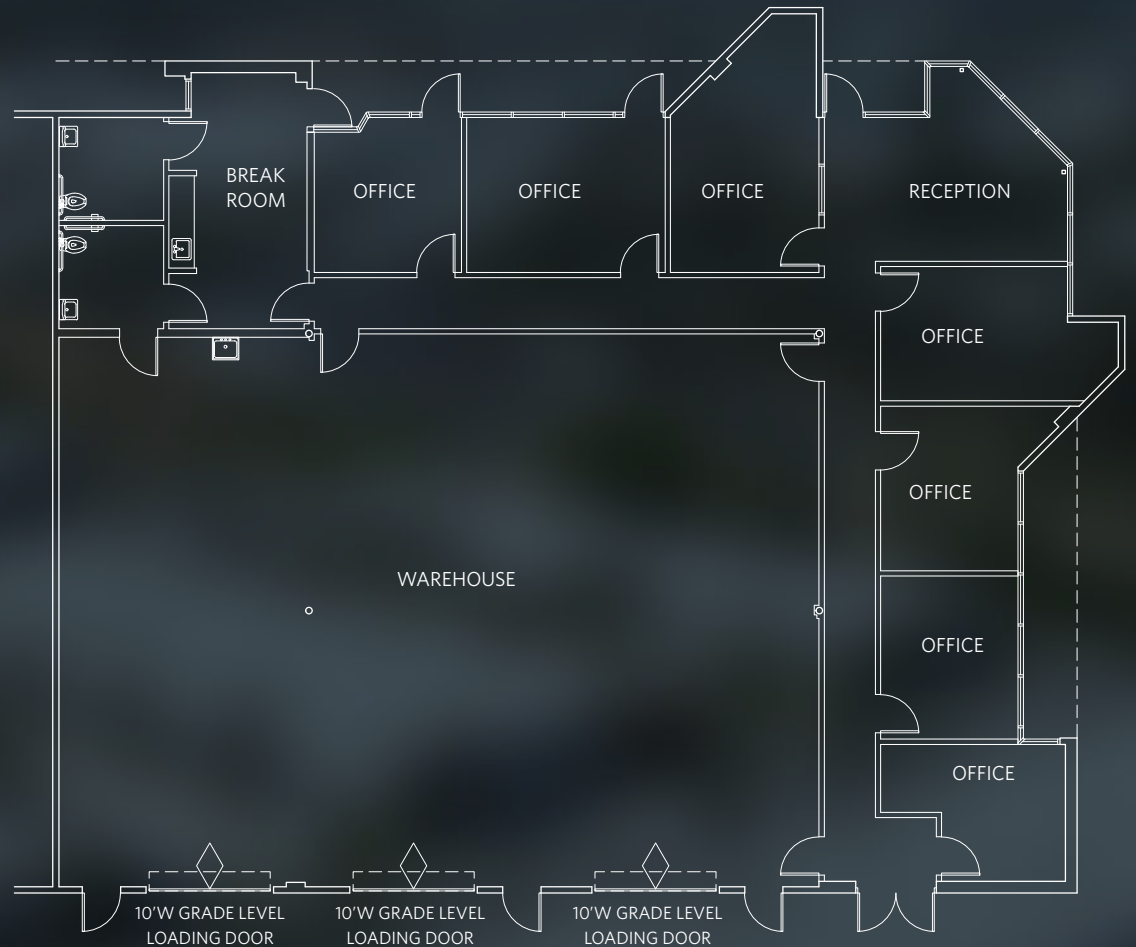 BREAK
ROOM
OFFICE
OFFICE
OFFICE
RECEPTION
OFFICE
OFFICE
WAREHOUSE
OFFICE
OFFICE
10'W GRADE LEVEL
LOADING DOOR
10'W GRADE LEVEL
LOADING DOOR
10'W GRADE LEVEL
LOADING DOOR